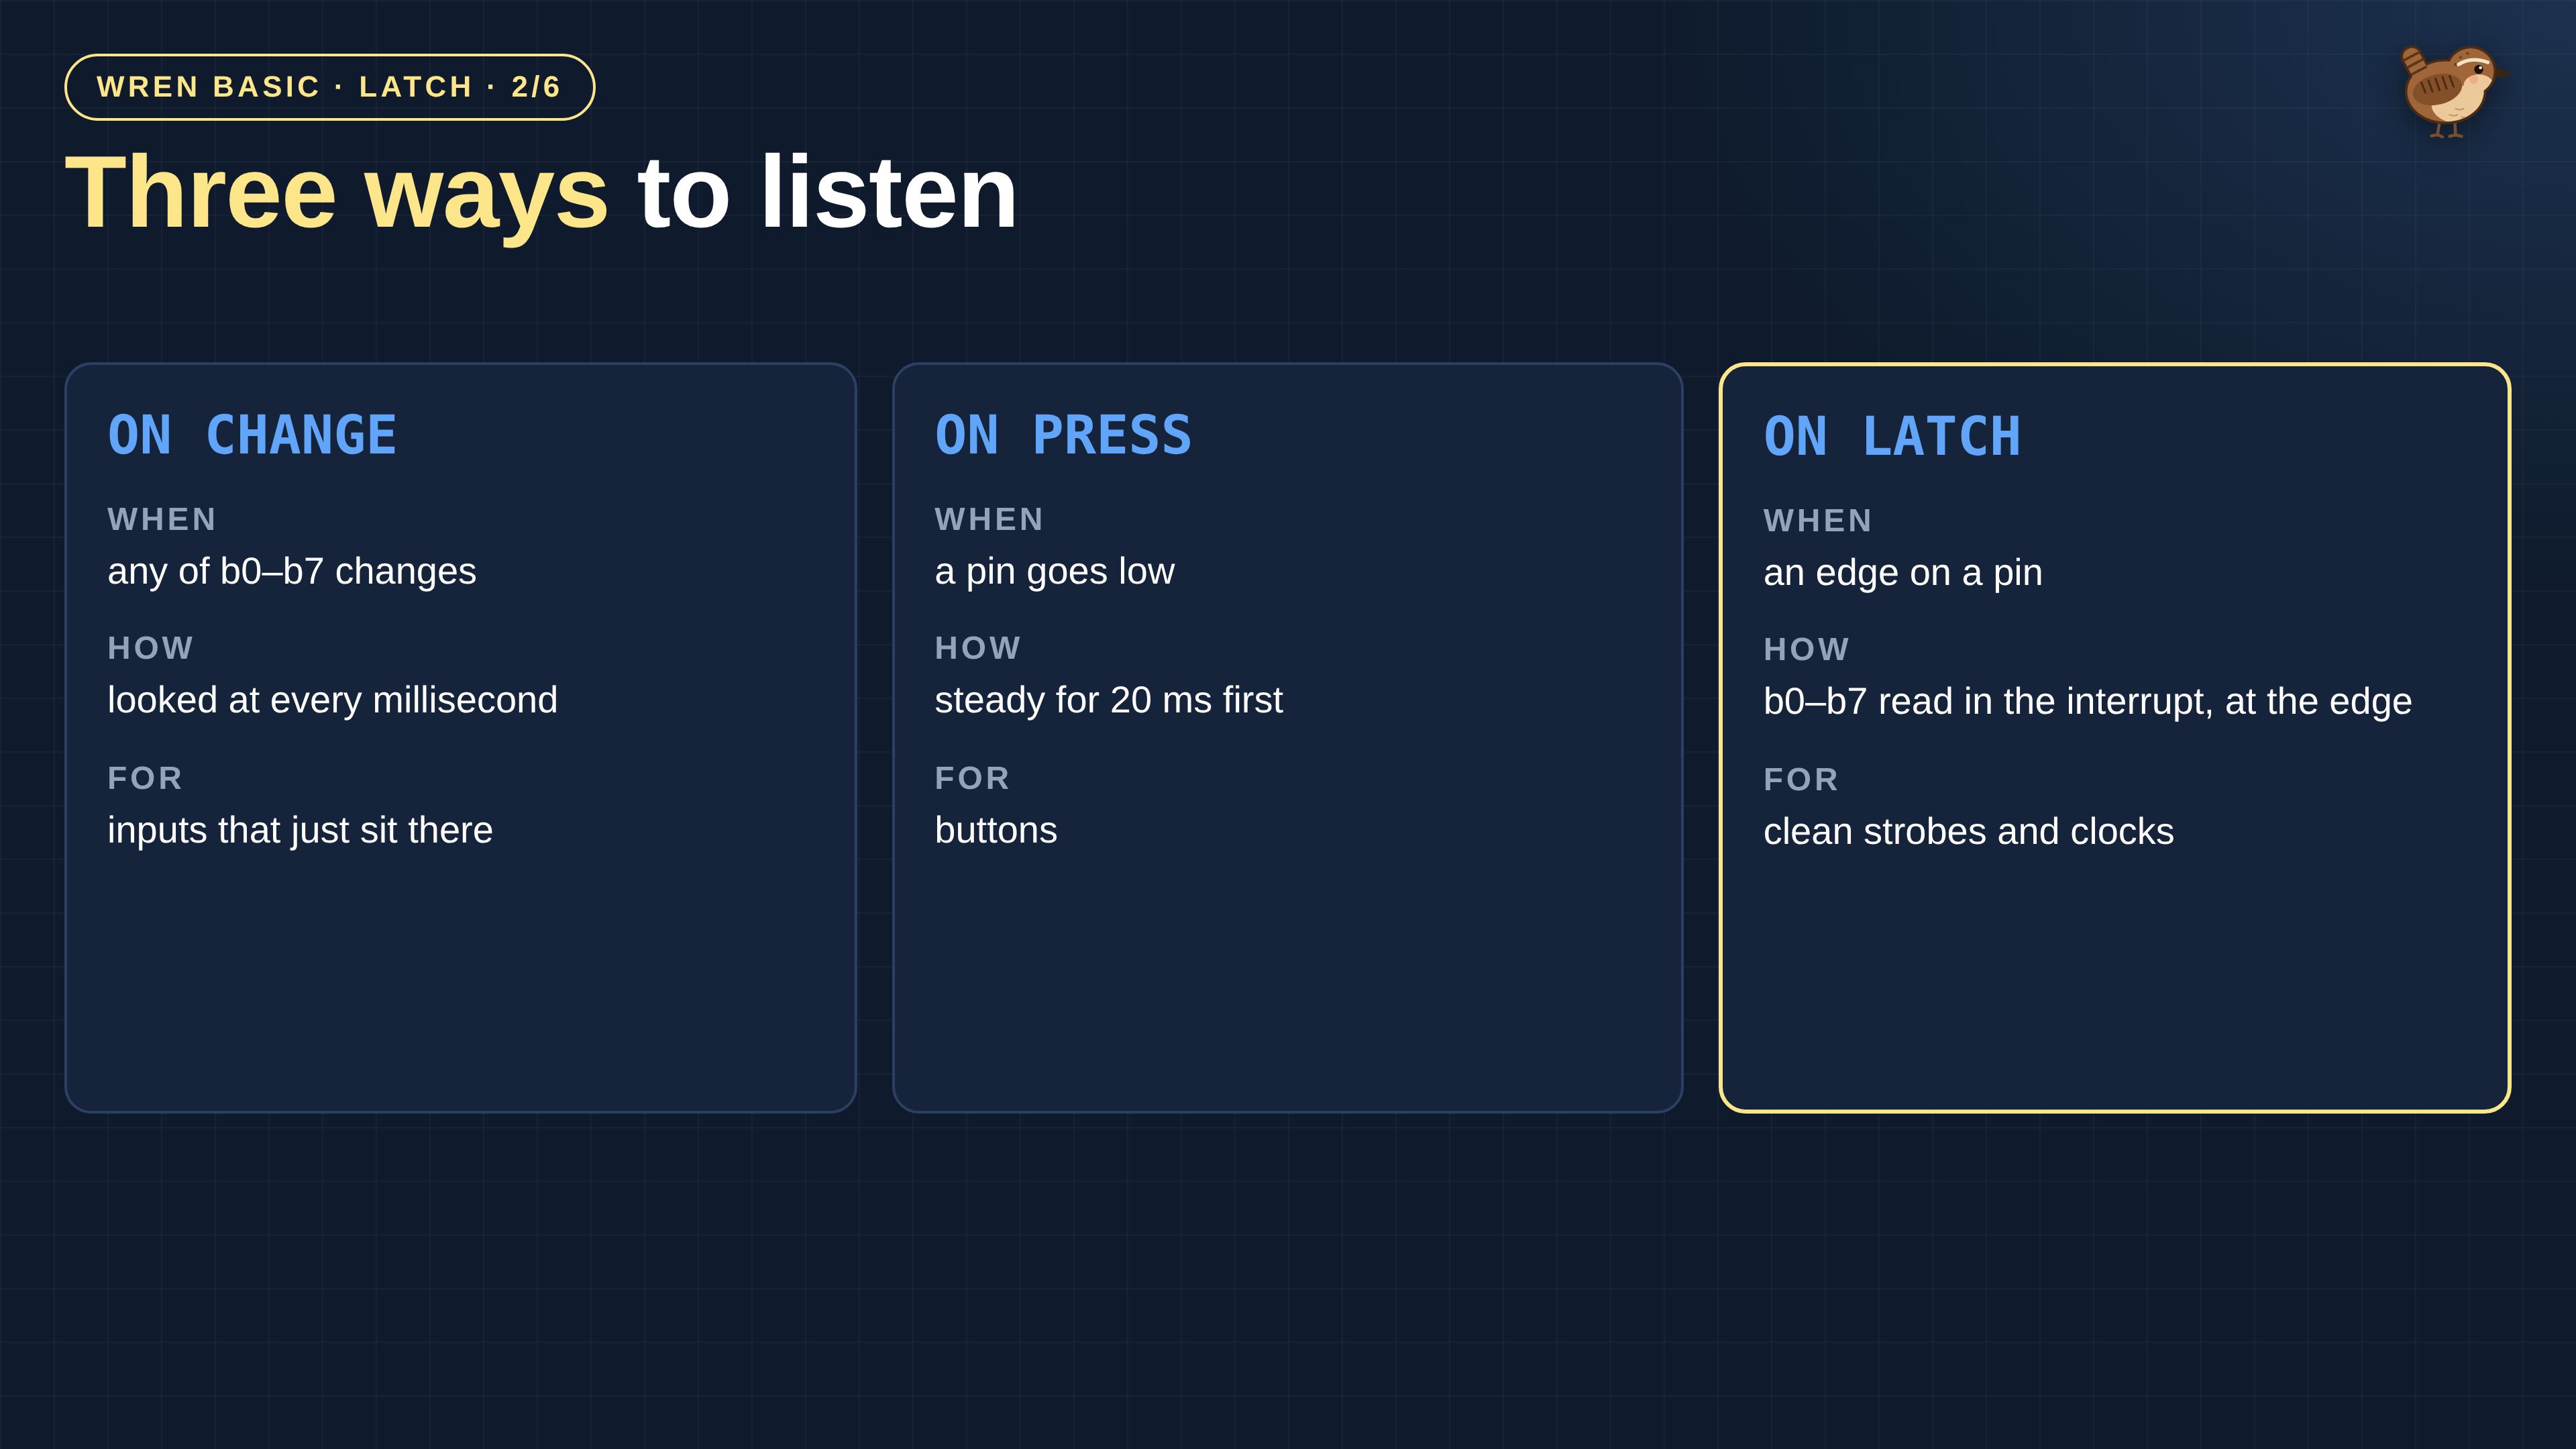 WREN BASIC · LATCH · 2/6
Three ways to listen
ON CHANGE
WHEN
any of b0–b7 changes
HOW
looked at every millisecond
FOR
inputs that just sit there
ON PRESS
WHEN
a pin goes low
HOW
steady for 20 ms first
FOR
buttons
ON LATCH
WHEN
an edge on a pin
HOW
b0–b7 read in the interrupt, at the edge
FOR
clean strobes and clocks